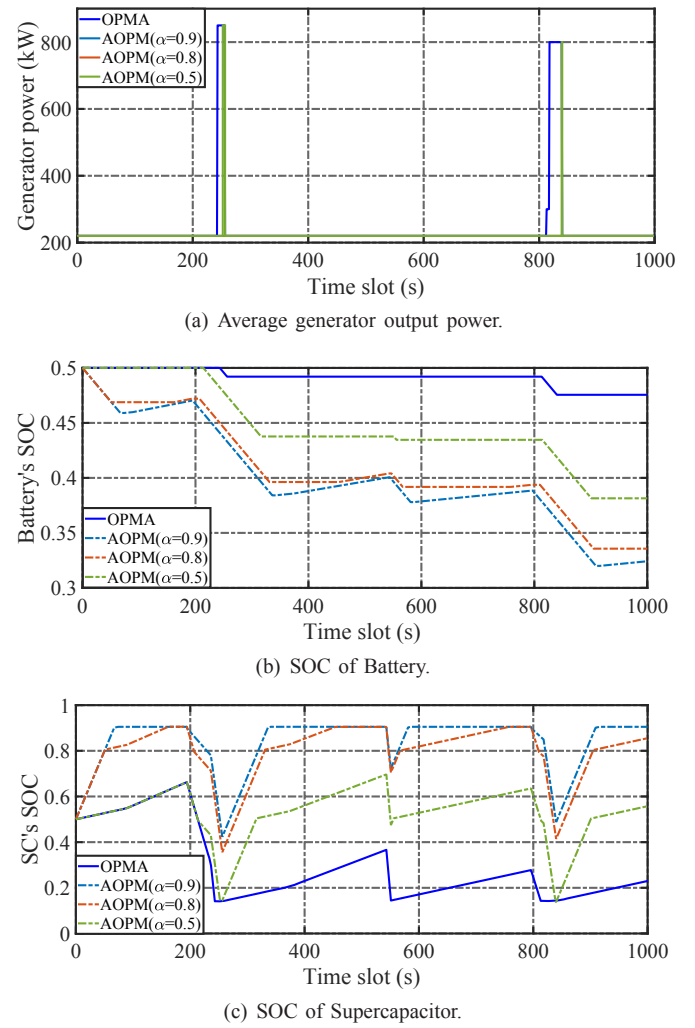 OPMA
AOPM(α=0.9)
AOPM(α=0.8)
AOPM(α=0.5)
Generator power (kW)
800
600
400
200
0 200 400 600 800 1000
Time slot (s)
(a) Average generator output power.
0.5
0.45
0.4
0.35
0.3
Battery's SOC
OPMA
AOPM(α=0.9)
AOPM(α=0.8)
AOPM(α=0.5)
0 200 400 600 800 1000
Time slot (s)
(b) SOC of Battery.
1
0.8
0.6
0.4
0.2
0
SC's SOC
OPMA
AOPM(α=0.9)
AOPM(α=0.8)
AOPM(α=0.5)
0 200 400 600 800 1000
Time slot (s)
(c) SOC of Supercapacitor.